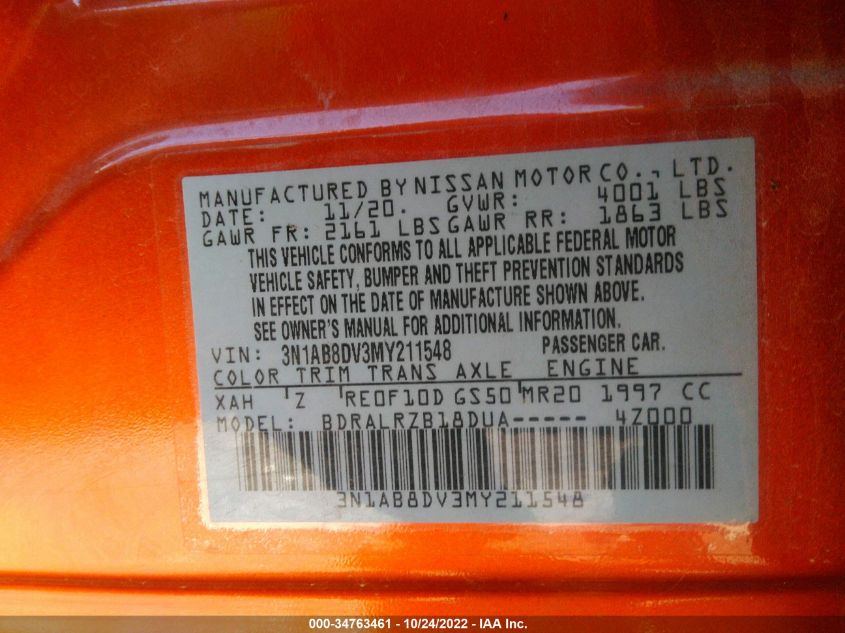 MANUFACTURED BY NISSAN MOTOR CO., LTD.
DATE: 11/20. GVWR: 4001 LBS
GAWR FR: 2161 LBS GAWR RR: 1863 LBS
THIS VEHICLE CONFORMS TO ALL APPLICABLE FEDERAL MOTOR
VEHICLE SAFETY, BUMPER AND THEFT PREVENTION STANDARDS
IN EFFECT ON THE DATE OF MANUFACTURE SHOWN ABOVE.
SEE OWNER'S MANUAL FOR ADDITIONAL INFORMATION.
VIN: 3N1AB8DV3MY211548 PASSENGER CAR.
COLOR TRIM TRANS AXLE ENGINE
XAH Z RE0F10D GS50 MR20 1997 CC
MODEL: BDRALRZB18DUA----- 4Z000
3N1AB8DV3MY211548
000-34763461 - 10/24/2022 - IAA Inc.